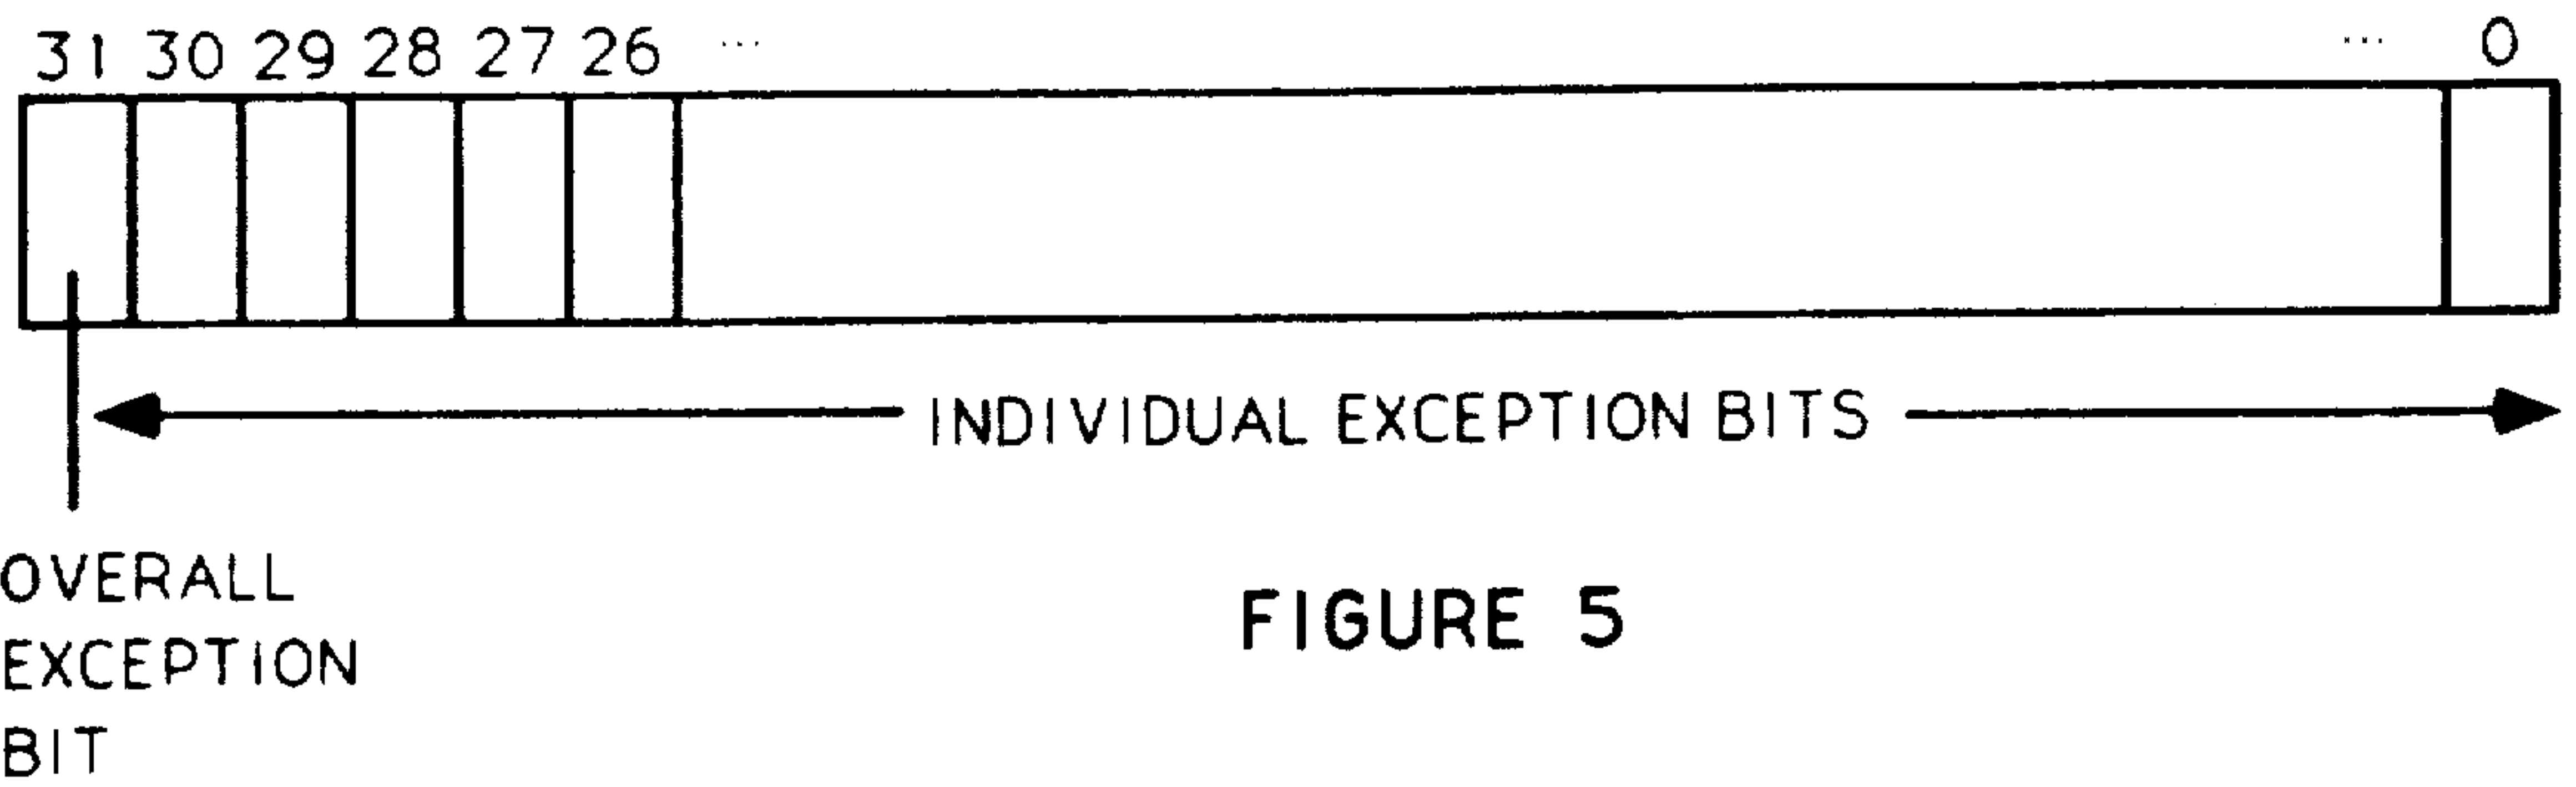 31 30 29 28 27 26 ... ... 0
INDIVIDUAL EXCEPTION BITS
OVERALL
EXCEPTION
BIT
FIGURE 5